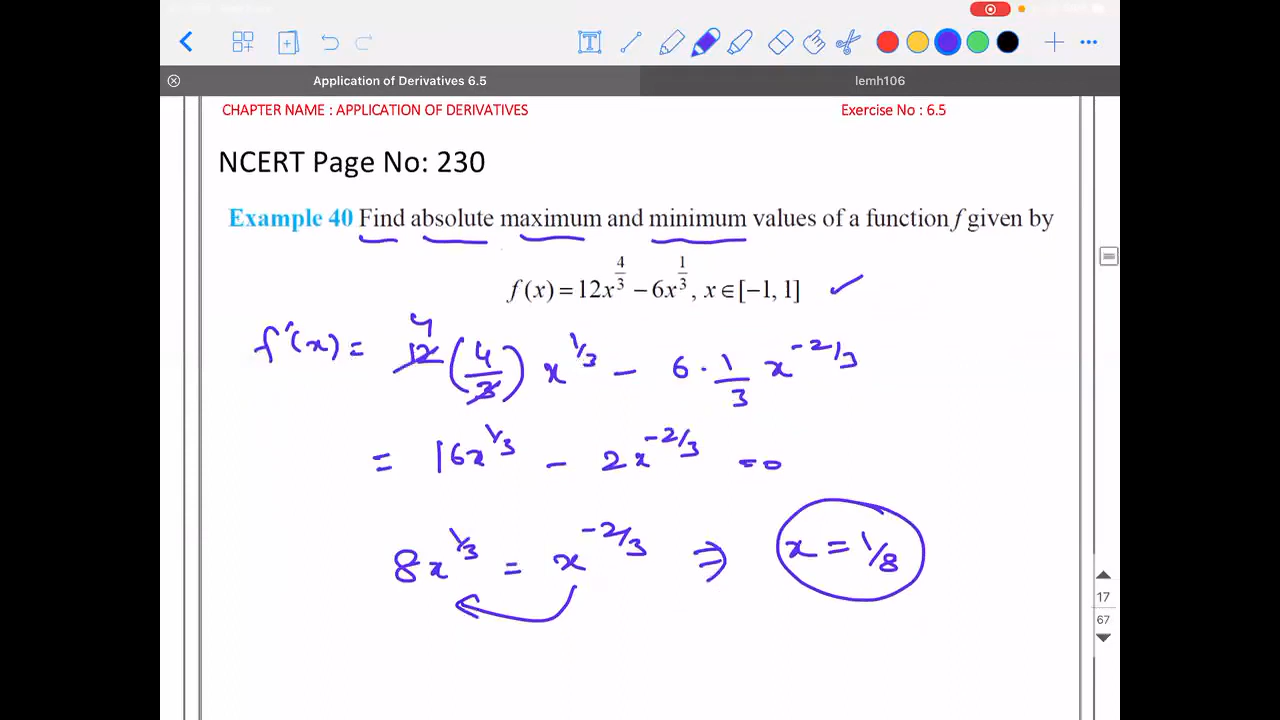 Application of Derivatives 6.5
lemh106
CHAPTER NAME : APPLICATION OF DERIVATIVES Exercise No : 6.5
NCERT Page No: 230
Example 40 Find absolute maximum and minimum values of a function f given by
f(x) = 12x^{4/3} − 6x^{1/3}, x ∈ [−1, 1] ✓
f'(x) = 4 12 (4/3) x^{1/3} − 6 · 1/3 x^{−2/3}
= 16x^{1/3} − 2x^{−2/3} = 0
8x^{1/3} = x^{−2/3} ⇒ x = 1/8
17
67